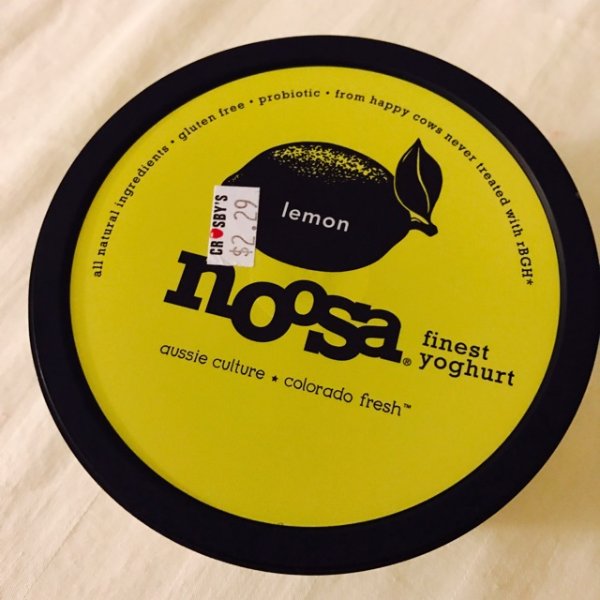 all natural ingredients • gluten free • probiotic • from happy cows never treated with rBGH*
lemon
CROSBY'S
$2.29
noosa®
finest
yoghurt
aussie culture ★ colorado fresh™